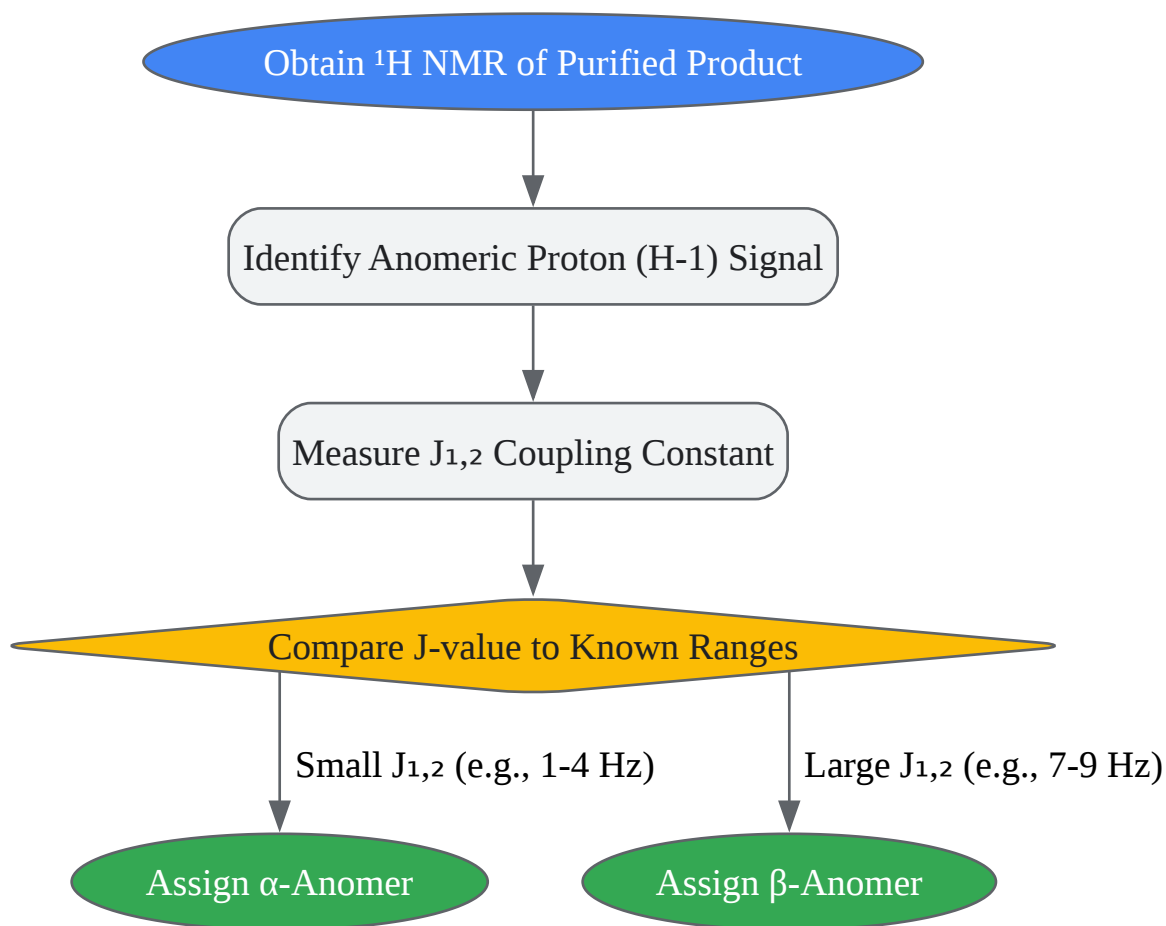 Obtain ¹H NMR of Purified Product
Identify Anomeric Proton (H-1) Signal
Measure J₁,₂ Coupling Constant
Compare J-value to Known Ranges
Small J₁,₂ (e.g., 1-4 Hz)
Large J₁,₂ (e.g., 7-9 Hz)
Assign α-Anomer
Assign β-Anomer